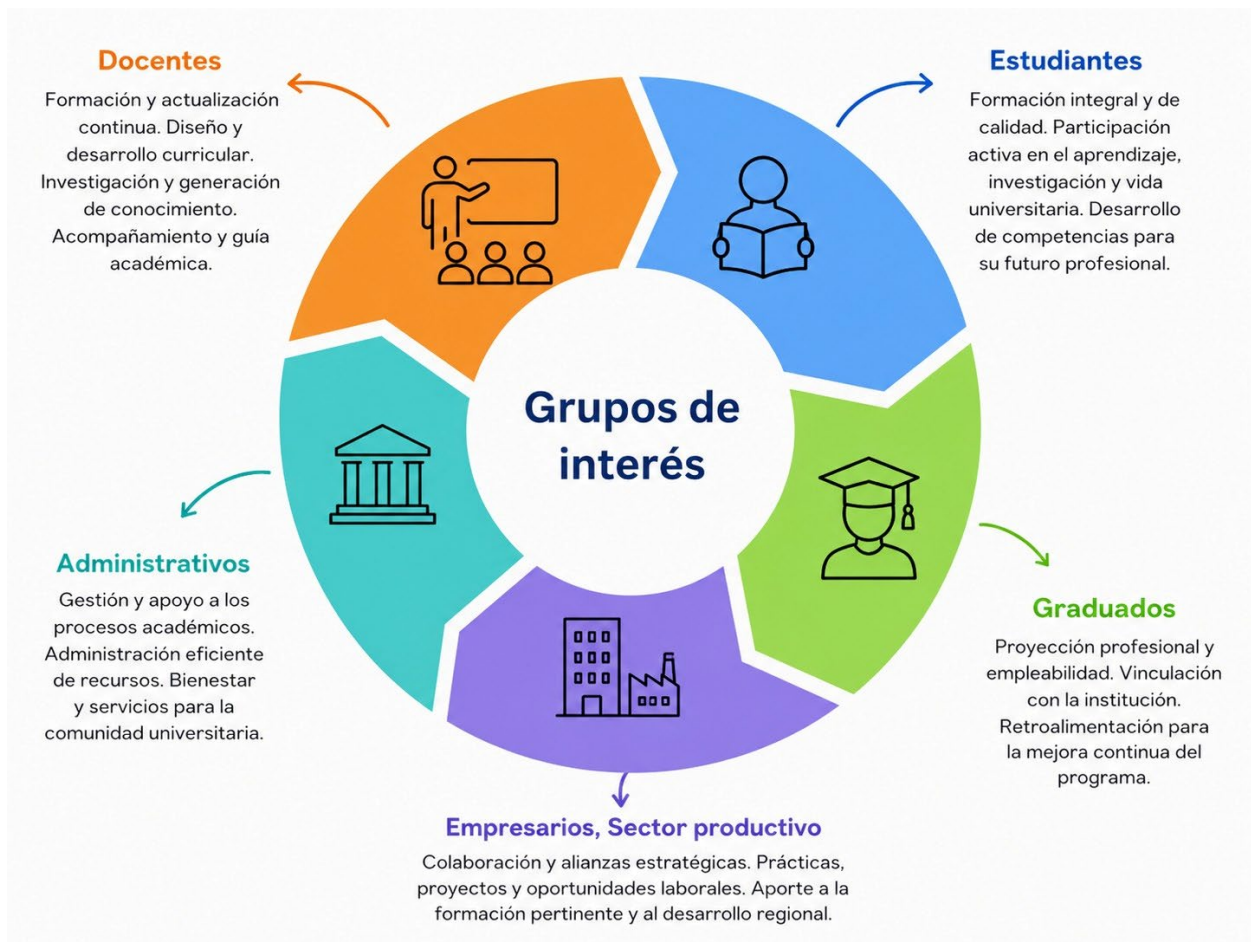 Docentes
Formación y actualización
continua. Diseño y
desarrollo curricular.
Investigación y generación
de conocimiento.
Acompañamiento y guía
académica.
Estudiantes
Formación integral y de
calidad. Participación
activa en el aprendizaje,
investigación y vida
universitaria. Desarrollo
de competencias para
su futuro profesional.
Grupos de
interés
Administrativos
Gestión y apoyo a los
procesos académicos.
Administración eficiente
de recursos. Bienestar
y servicios para la
comunidad universitaria.
Graduados
Proyección profesional y
empleabilidad. Vinculación
con la institución.
Retroalimentación para
la mejora continua del
programa.
Empresarios, Sector productivo
Colaboración y alianzas estratégicas. Prácticas,
proyectos y oportunidades laborales. Aporte a la
formación pertinente y al desarrollo regional.